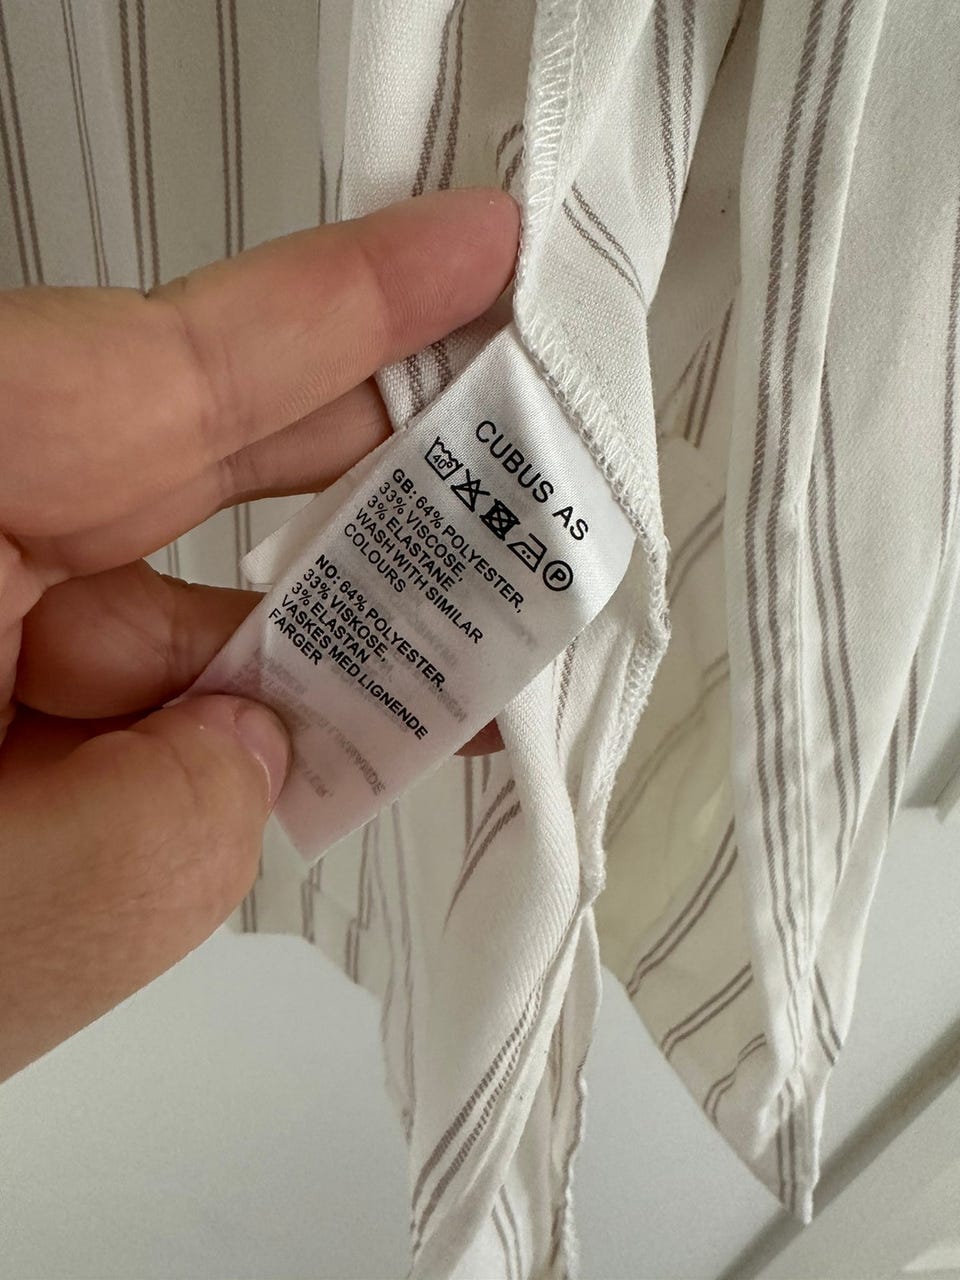 CUBUS AS
40° P
GB: 64% POLYESTER,
33% VISCOSE,
3% ELASTANE
WASH WITH SIMILAR
COLOURS
NO: 64% POLYESTER,
33% VISKOSE,
3% ELASTAN
VASKES MED LIGNENDE
FARGER